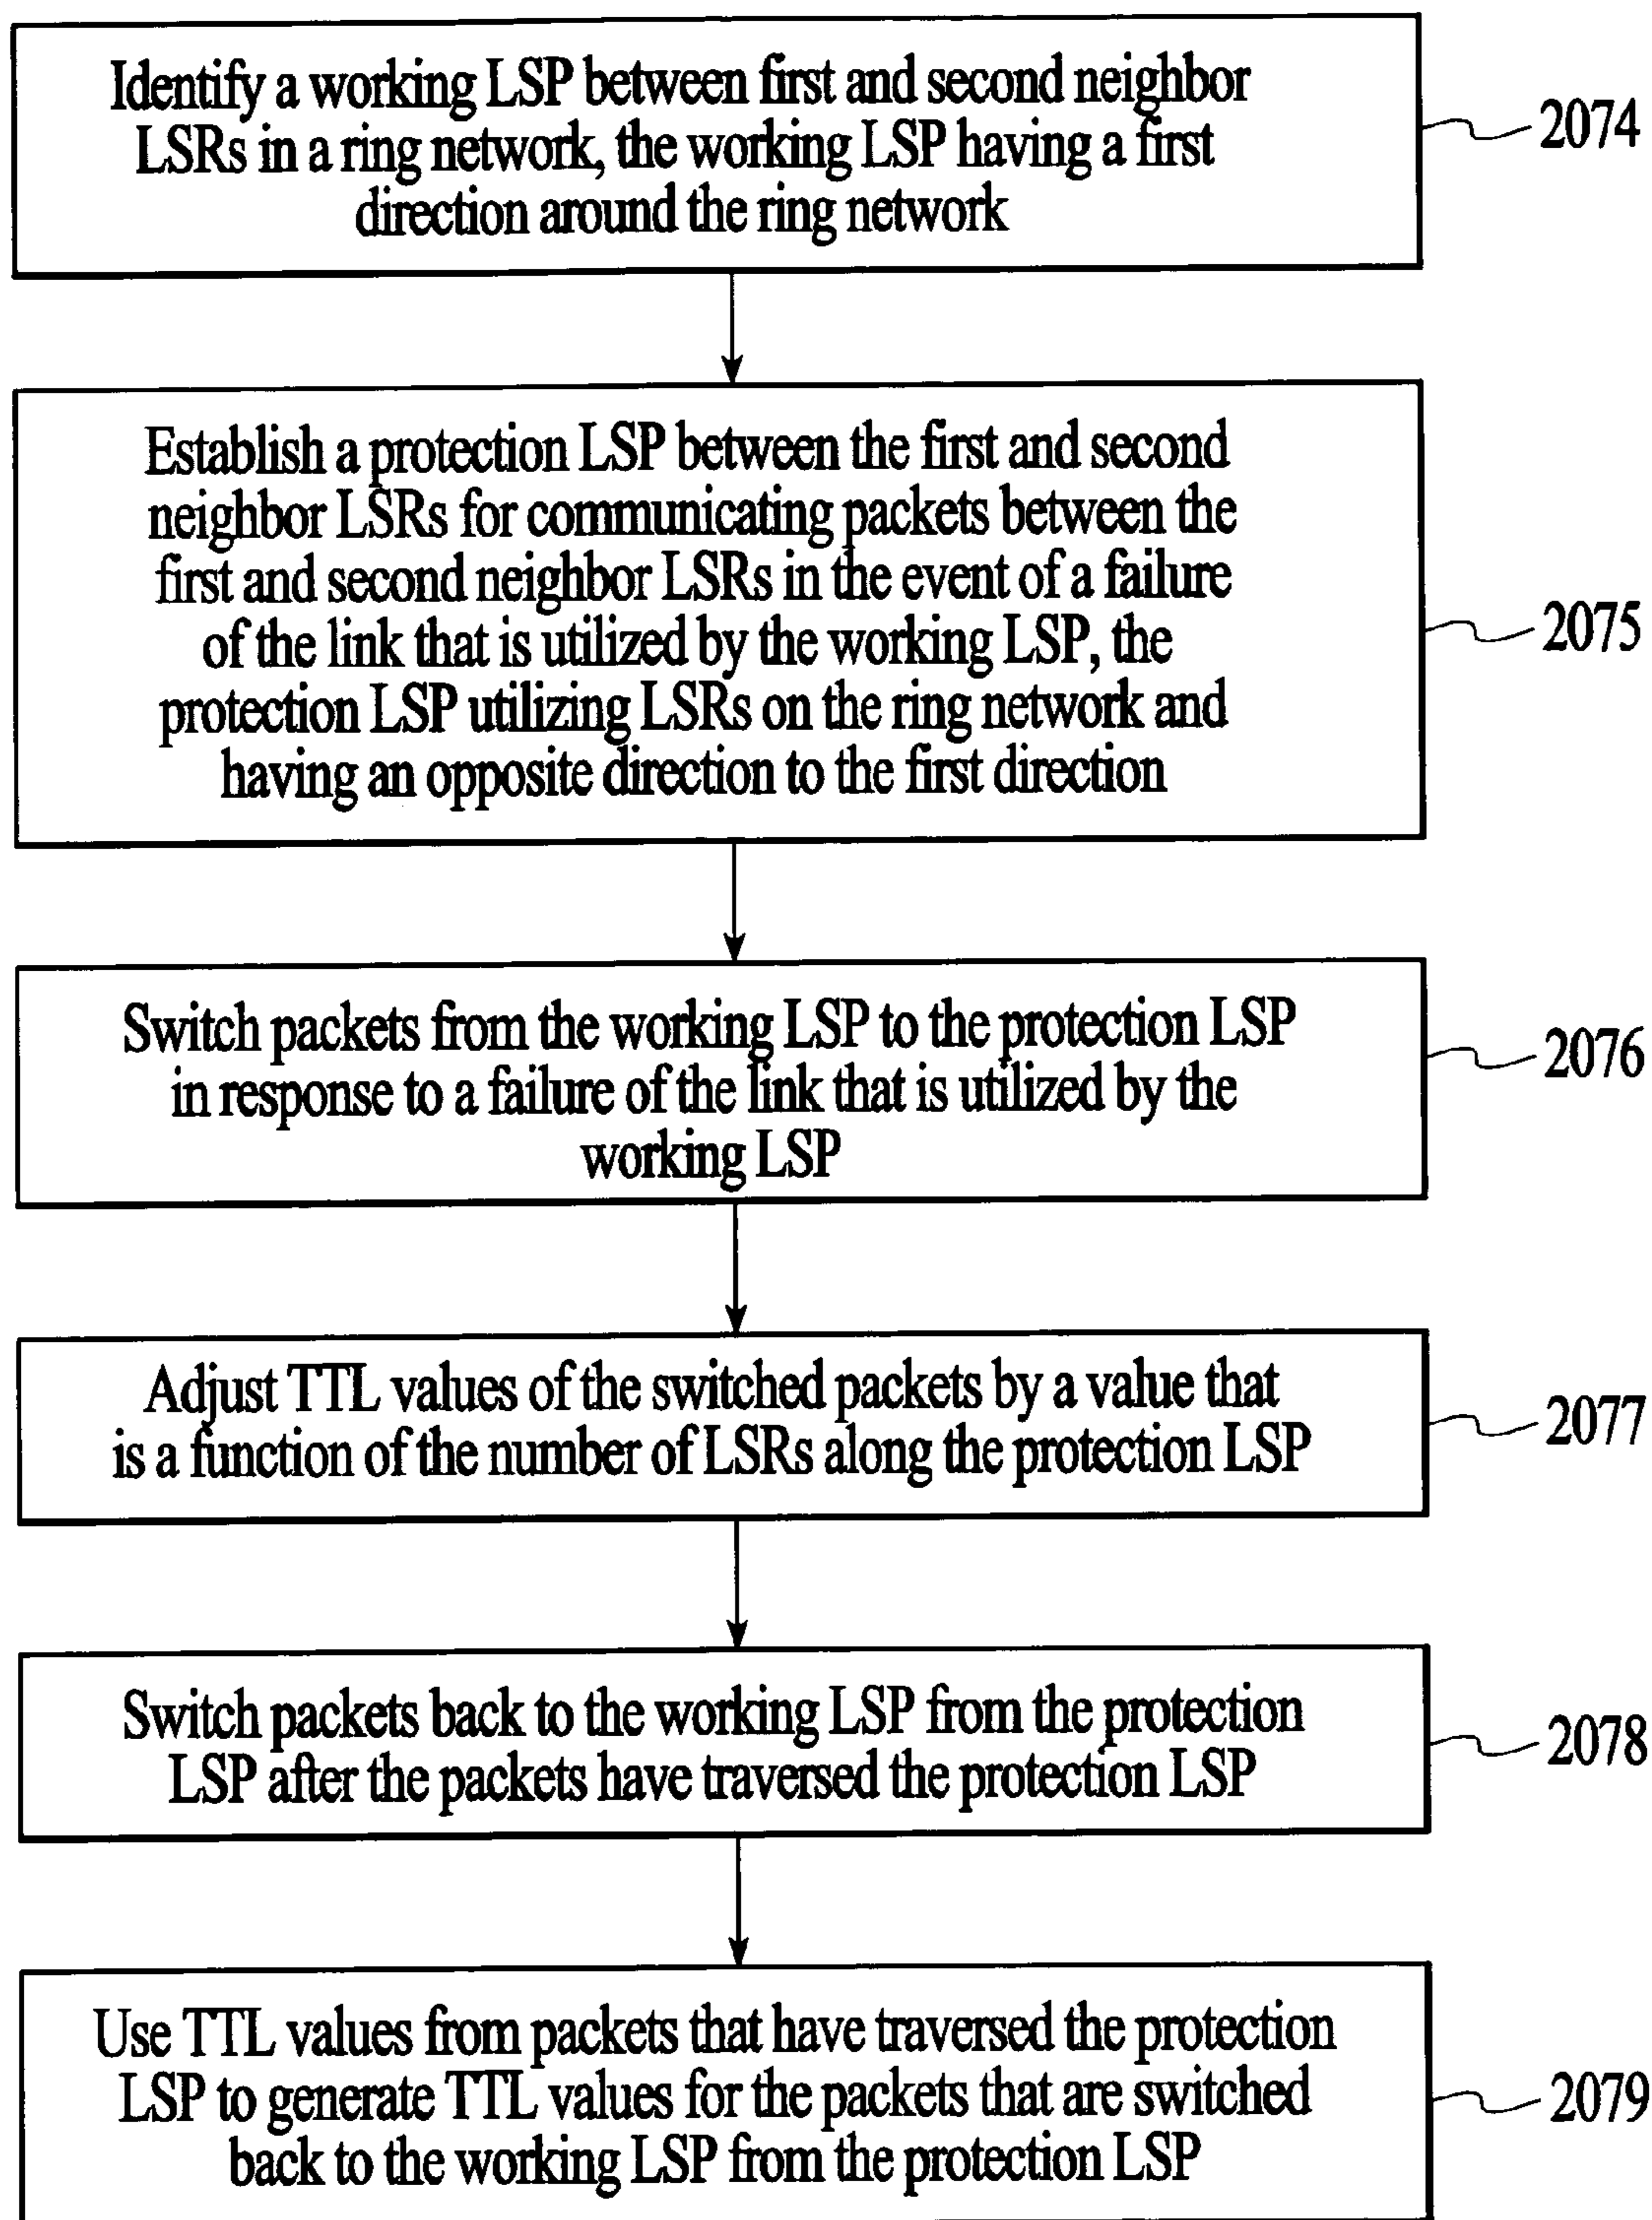 Identify a working LSP between first and second neighbor
LSRs in a ring network, the working LSP having a first
direction around the ring network
2074
Establish a protection LSP between the first and second
neighbor LSRs for communicating packets between the
first and second neighbor LSRs in the event of a failure
of the link that is utilized by the working LSP, the
protection LSP utilizing LSRs on the ring network and
having an opposite direction to the first direction
2075
Switch packets from the working LSP to the protection LSP
in response to a failure of the link that is utilized by the
working LSP
2076
Adjust TTL values of the switched packets by a value that
is a function of the number of LSRs along the protection LSP
2077
Switch packets back to the working LSP from the protection
LSP after the packets have traversed the protection LSP
2078
Use TTL values from packets that have traversed the protection
LSP to generate TTL values for the packets that are switched
back to the working LSP from the protection LSP
2079